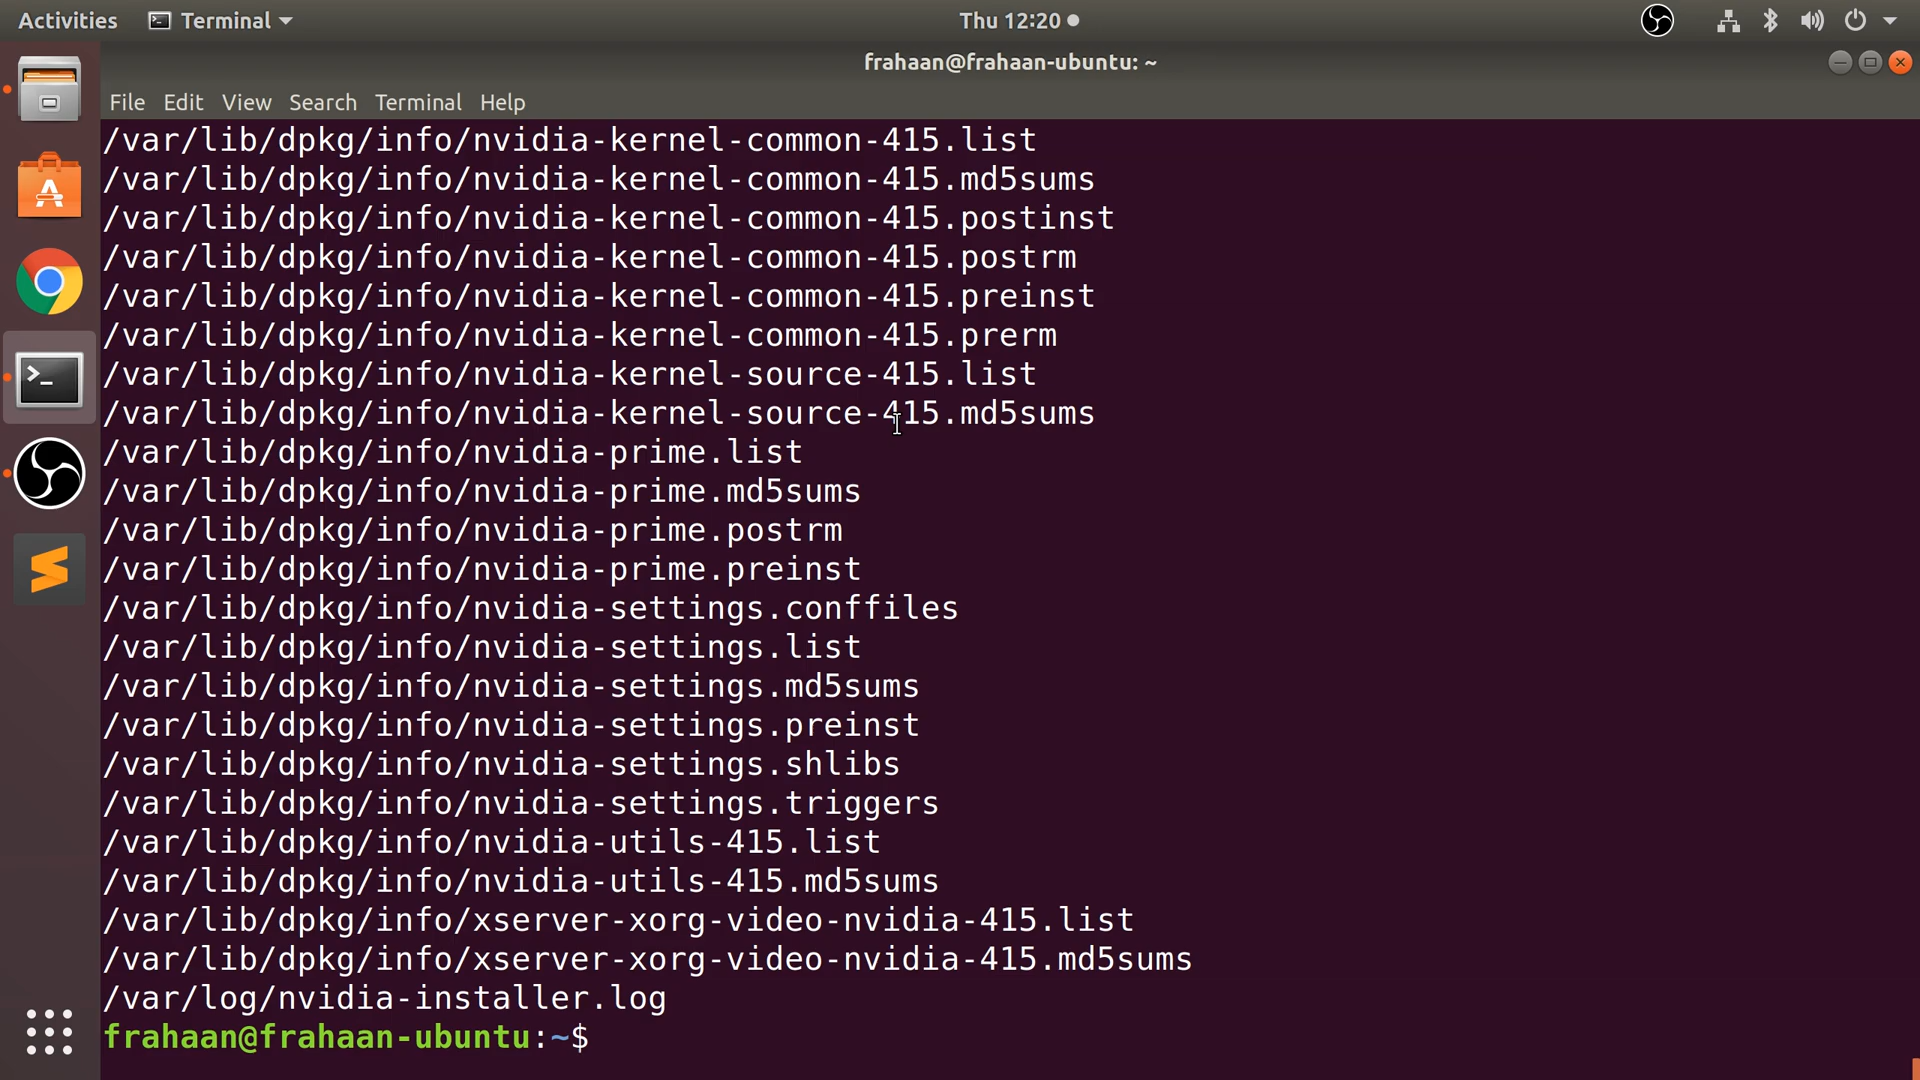 Activities Terminal Thu 12:20
frahaan@frahaan-ubuntu: ~
File Edit View Search Terminal Help
/var/lib/dpkg/info/nvidia-kernel-common-415.list
/var/lib/dpkg/info/nvidia-kernel-common-415.md5sums
/var/lib/dpkg/info/nvidia-kernel-common-415.postinst
/var/lib/dpkg/info/nvidia-kernel-common-415.postrm
/var/lib/dpkg/info/nvidia-kernel-common-415.preinst
/var/lib/dpkg/info/nvidia-kernel-common-415.prerm
/var/lib/dpkg/info/nvidia-kernel-source-415.list
/var/lib/dpkg/info/nvidia-kernel-source-415.md5sums
/var/lib/dpkg/info/nvidia-prime.list
/var/lib/dpkg/info/nvidia-prime.md5sums
/var/lib/dpkg/info/nvidia-prime.postrm
/var/lib/dpkg/info/nvidia-prime.preinst
/var/lib/dpkg/info/nvidia-settings.conffiles
/var/lib/dpkg/info/nvidia-settings.list
/var/lib/dpkg/info/nvidia-settings.md5sums
/var/lib/dpkg/info/nvidia-settings.preinst
/var/lib/dpkg/info/nvidia-settings.shlibs
/var/lib/dpkg/info/nvidia-settings.triggers
/var/lib/dpkg/info/nvidia-utils-415.list
/var/lib/dpkg/info/nvidia-utils-415.md5sums
/var/lib/dpkg/info/xserver-xorg-video-nvidia-415.list
/var/lib/dpkg/info/xserver-xorg-video-nvidia-415.md5sums
/var/log/nvidia-installer.log
frahaan@frahaan-ubuntu:~$